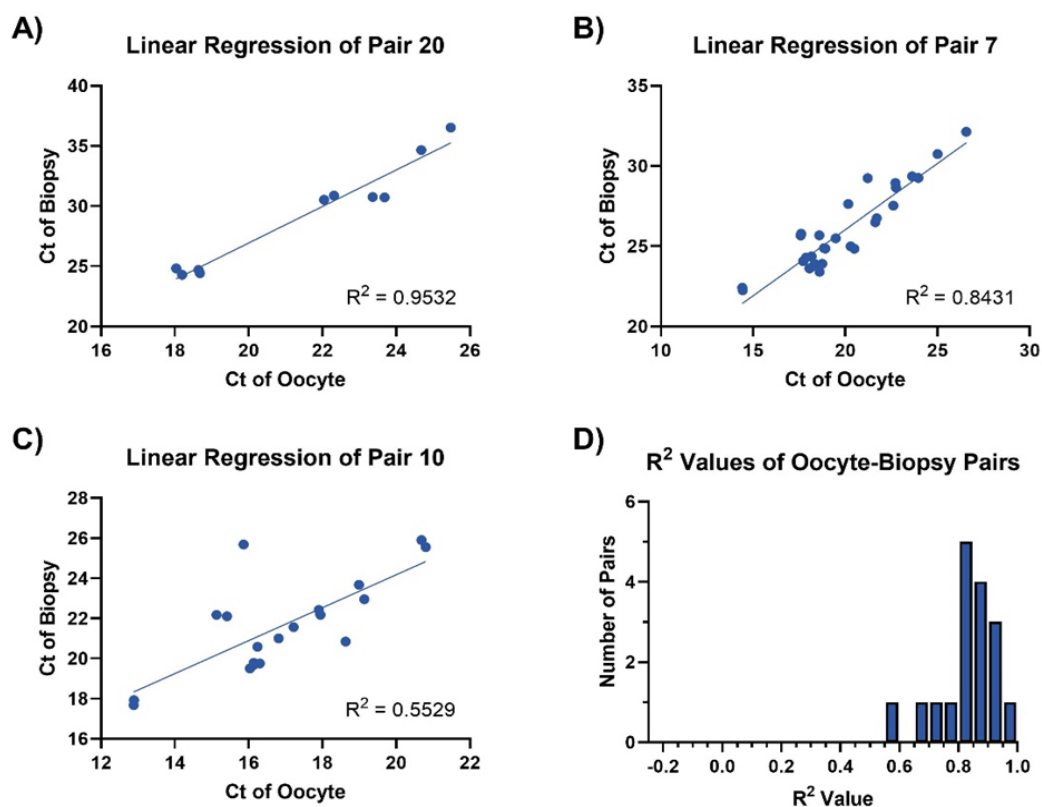 A)
Linear Regression of Pair 20
40
35
30
25
20
Ct of Biopsy
16 18 20 22 24 26
Ct of Oocyte
R² = 0.9532
B)
Linear Regression of Pair 7
35
30
25
20
Ct of Biopsy
10 15 20 25 30
Ct of Oocyte
R² = 0.8431
C)
Linear Regression of Pair 10
28
26
24
22
20
18
16
Ct of Biopsy
12 14 16 18 20 22
Ct of Oocyte
R² = 0.5529
D)
R² Values of Oocyte-Biopsy Pairs
6
4
2
0
Number of Pairs
-0.2 0.0 0.2 0.4 0.6 0.8 1.0
R² Value